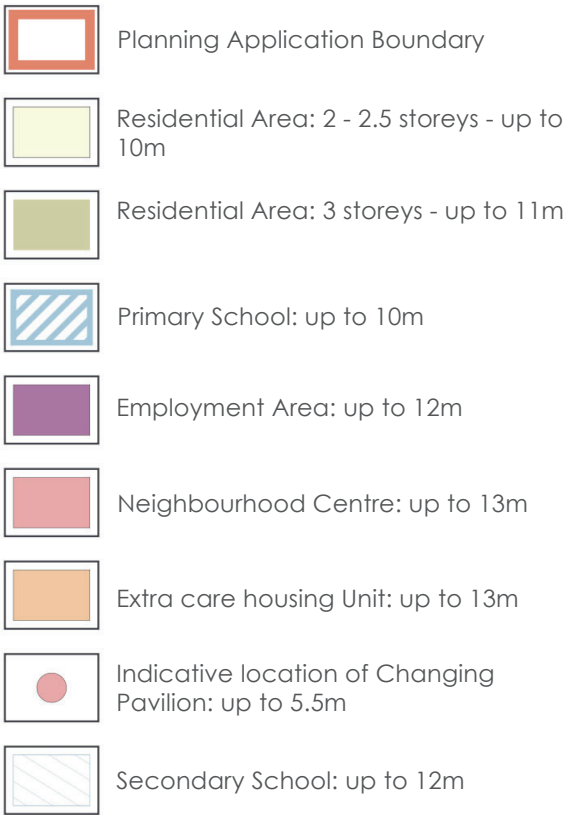 Planning Application Boundary
Residential Area: 2 - 2.5 storeys - up to
10m
Residential Area: 3 storeys - up to 11m
Primary School: up to 10m
Employment Area: up to 12m
Neighbourhood Centre: up to 13m
Extra care housing Unit: up to 13m
Indicative location of Changing
Pavilion: up to 5.5m
Secondary School: up to 12m